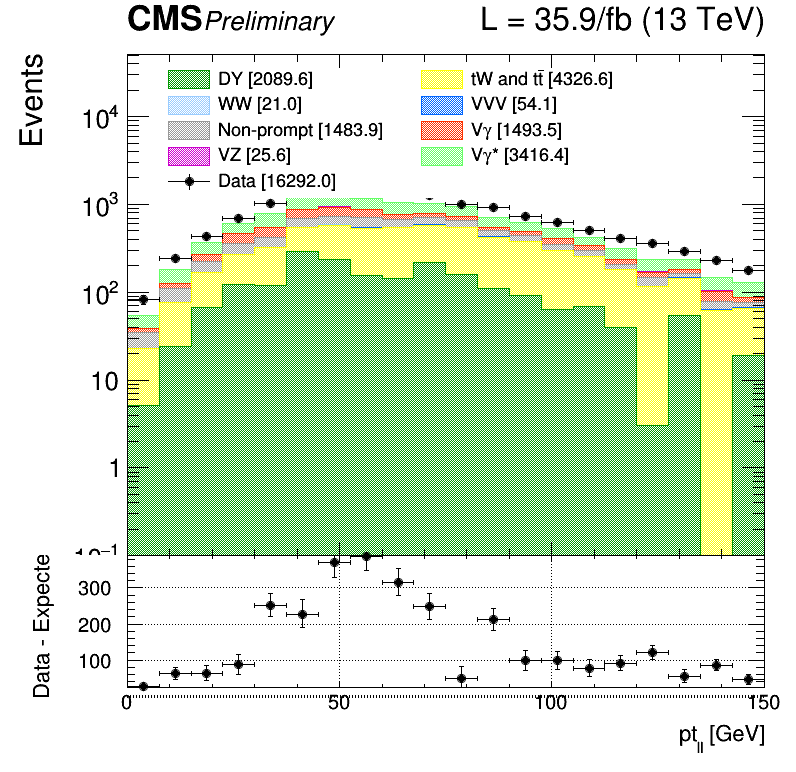 CMS Preliminary L = 35.9/fb (13 TeV)
Events
DY [2089.6] tW and tt̄ [4326.6]
WW [21.0] VVV [54.1]
Non-prompt [1483.9] Vγ [1493.5]
VZ [25.6] Vγ* [3416.4]
Data [16292.0]
10⁴
10³
10²
10
1
10⁻¹
Data - Expecte
300
200
100
0 50 100 150
pt_ll [GeV]